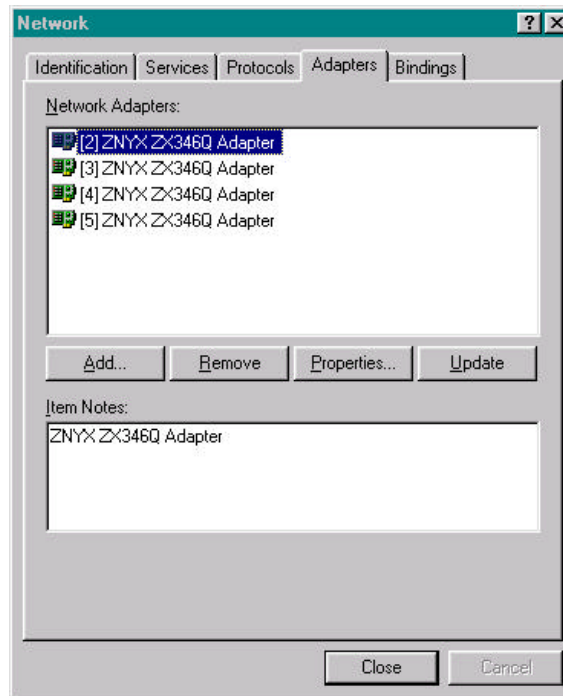 Network
Identification Services Protocols Adapters Bindings
Network Adapters:
[2] ZNYX ZX346Q Adapter
[3] ZNYX ZX346Q Adapter
[4] ZNYX ZX346Q Adapter
[5] ZNYX ZX346Q Adapter
Add... Remove Properties... Update
Item Notes:
ZNYX ZX346Q Adapter
Close Cancel